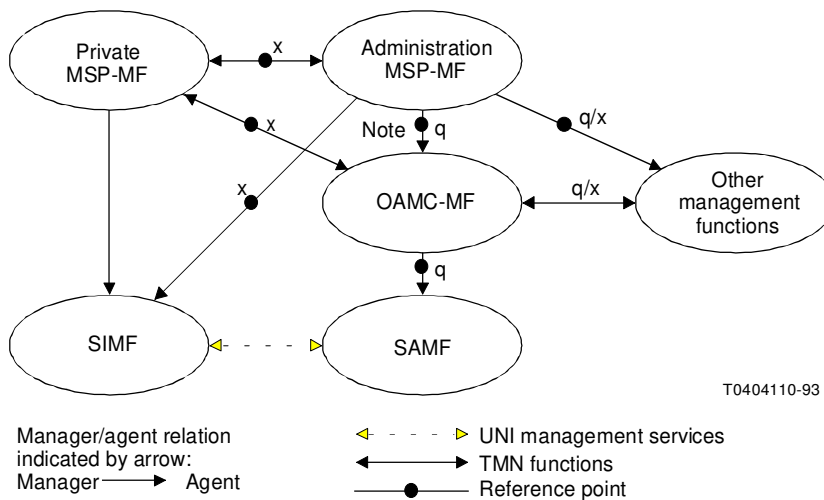 Private
MSP-MF
x
Administration
MSP-MF
x
Note
q
q/x
x
OAMC-MF
q/x
Other
management
functions
q
SIMF
SAMF
T0404110-93
Manager/agent relation
indicated by arrow:
Manager Agent
UNI management services
TMN functions
Reference point